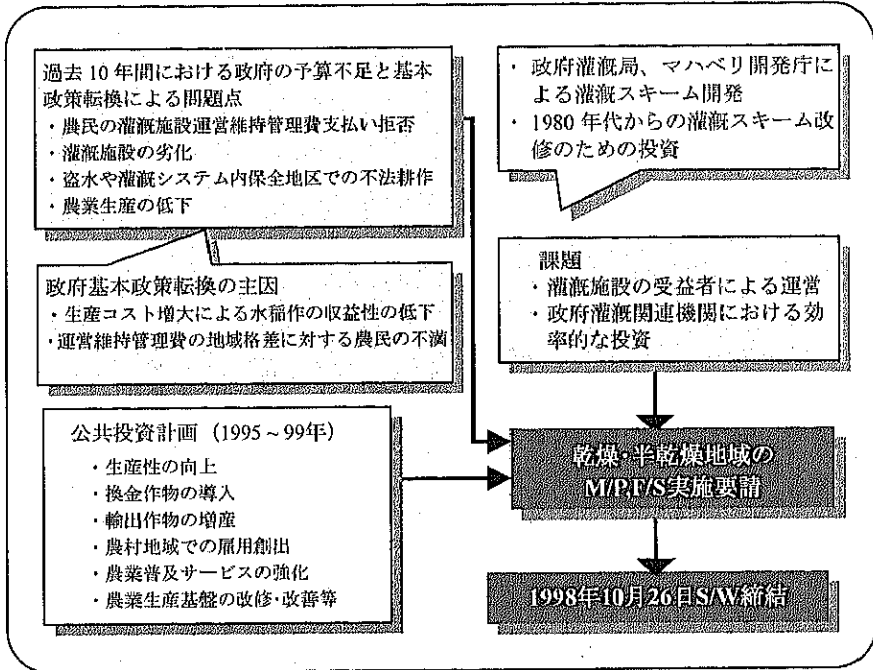 過去10年間における政府の予算不足と基本
政策転換による問題点
・農民の灌漑施設運営維持管理費支払い拒否
・灌漑施設の劣化
・盗水や灌漑システム内保全地区での不法耕作
・農業生産の低下
政府基本政策転換の主因
・生産コスト増大による水稲作の収益性の低下
・運営維持管理費の地域格差に対する農民の不満
公共投資計画（1995～99年）
・生産性の向上
・換金作物の導入
・輸出作物の増産
・農村地域での雇用創出
・農業普及サービスの強化
・農業生産基盤の改修・改善等
・政府灌漑局、マハベリ開発庁に
よる灌漑スキーム開発
・1980年代からの灌漑スキーム改
修のための投資
課題
・灌漑施設の受益者による運営
・政府灌漑関連機関における効
率的な投資
乾燥・半乾燥地域の
M/P,F/S実施要請
1998年10月26日S/W締結